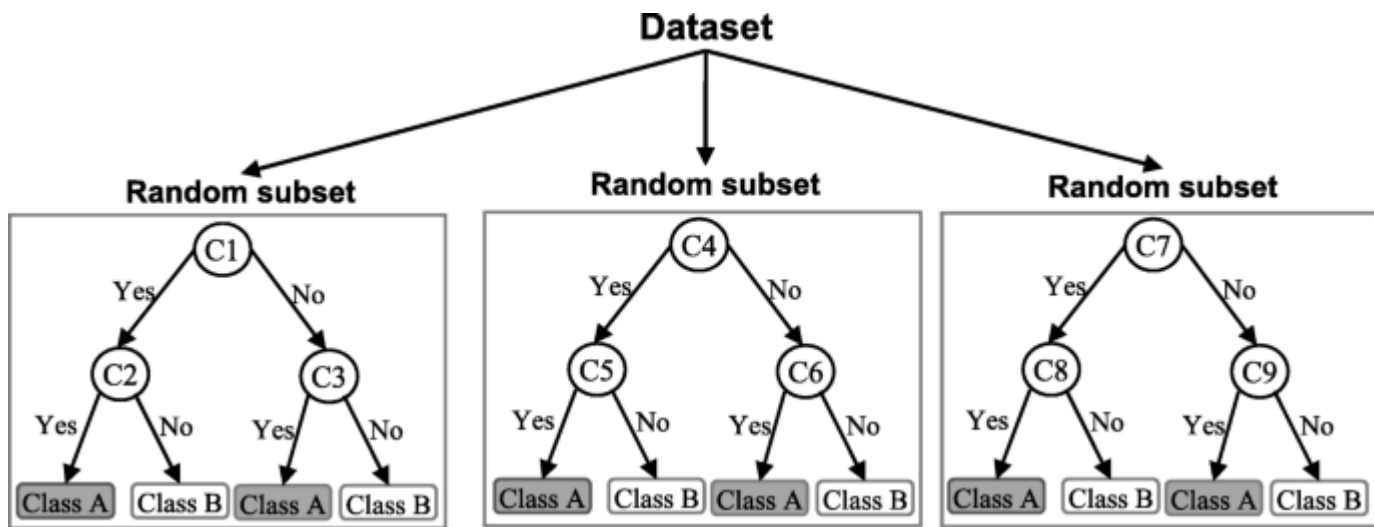 Dataset
Random subset Random subset Random subset
C1 C4 C7
Yes No Yes No Yes No
C2 C3 C5 C6 C8 C9
Yes No Yes No Yes No Yes No Yes No Yes No
Class A Class B Class A Class B Class A Class B Class A Class B Class A Class B Class A Class B